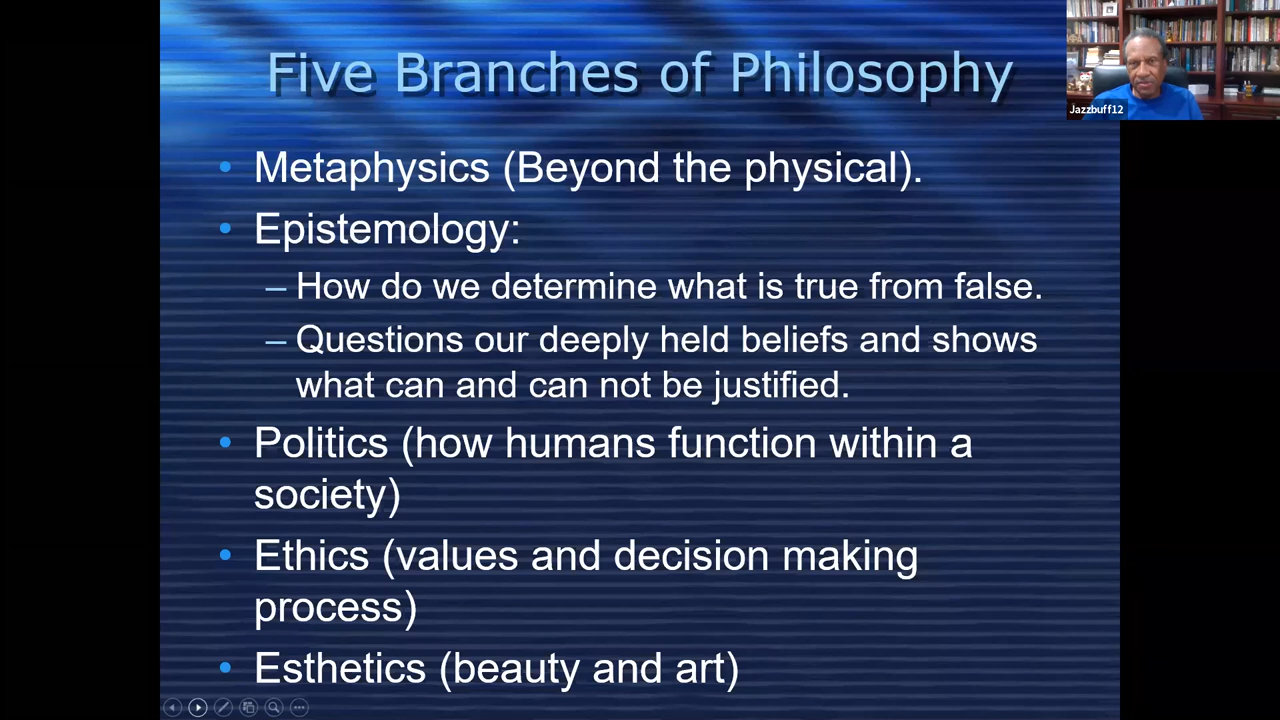 Five Branches of Philosophy
Jazzbuff12
• Metaphysics (Beyond the physical).
• Epistemology:
– How do we determine what is true from false.
– Questions our deeply held beliefs and shows
what can and can not be justified.
• Politics (how humans function within a
society)
• Ethics (values and decision making
process)
• Esthetics (beauty and art)